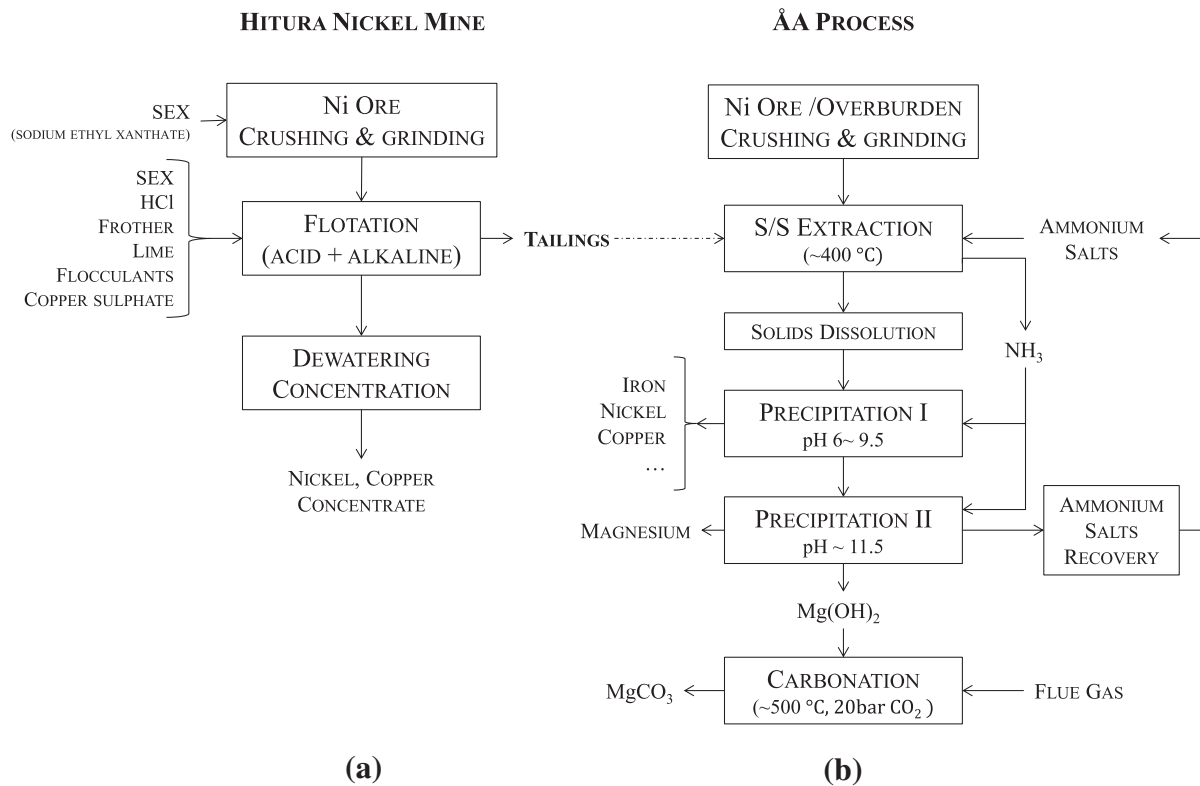 HITURA NICKEL MINE
SEX
(SODIUM ETHYL XANTHATE)
NI ORE
CRUSHING & GRINDING
SEX
HCl
FROTHER
LIME
FLOCCULANTS
COPPER SULPHATE
FLOTATION
(ACID + ALKALINE)
TAILINGS
DEWATERING
CONCENTRATION
NICKEL, COPPER
CONCENTRATE
(a)
ÅA PROCESS
NI ORE /OVERBURDEN
CRUSHING & GRINDING
S/S EXTRACTION
(~400 °C)
AMMONIUM
SALTS
SOLIDS DISSOLUTION
NH₃
IRON
NICKEL
COPPER
…
PRECIPITATION I
pH 6~ 9.5
MAGNESIUM
PRECIPITATION II
pH ~ 11.5
AMMONIUM
SALTS
RECOVERY
Mg(OH)₂
MgCO₃
CARBONATION
(~500 °C, 20bar CO₂ )
FLUE GAS
(b)